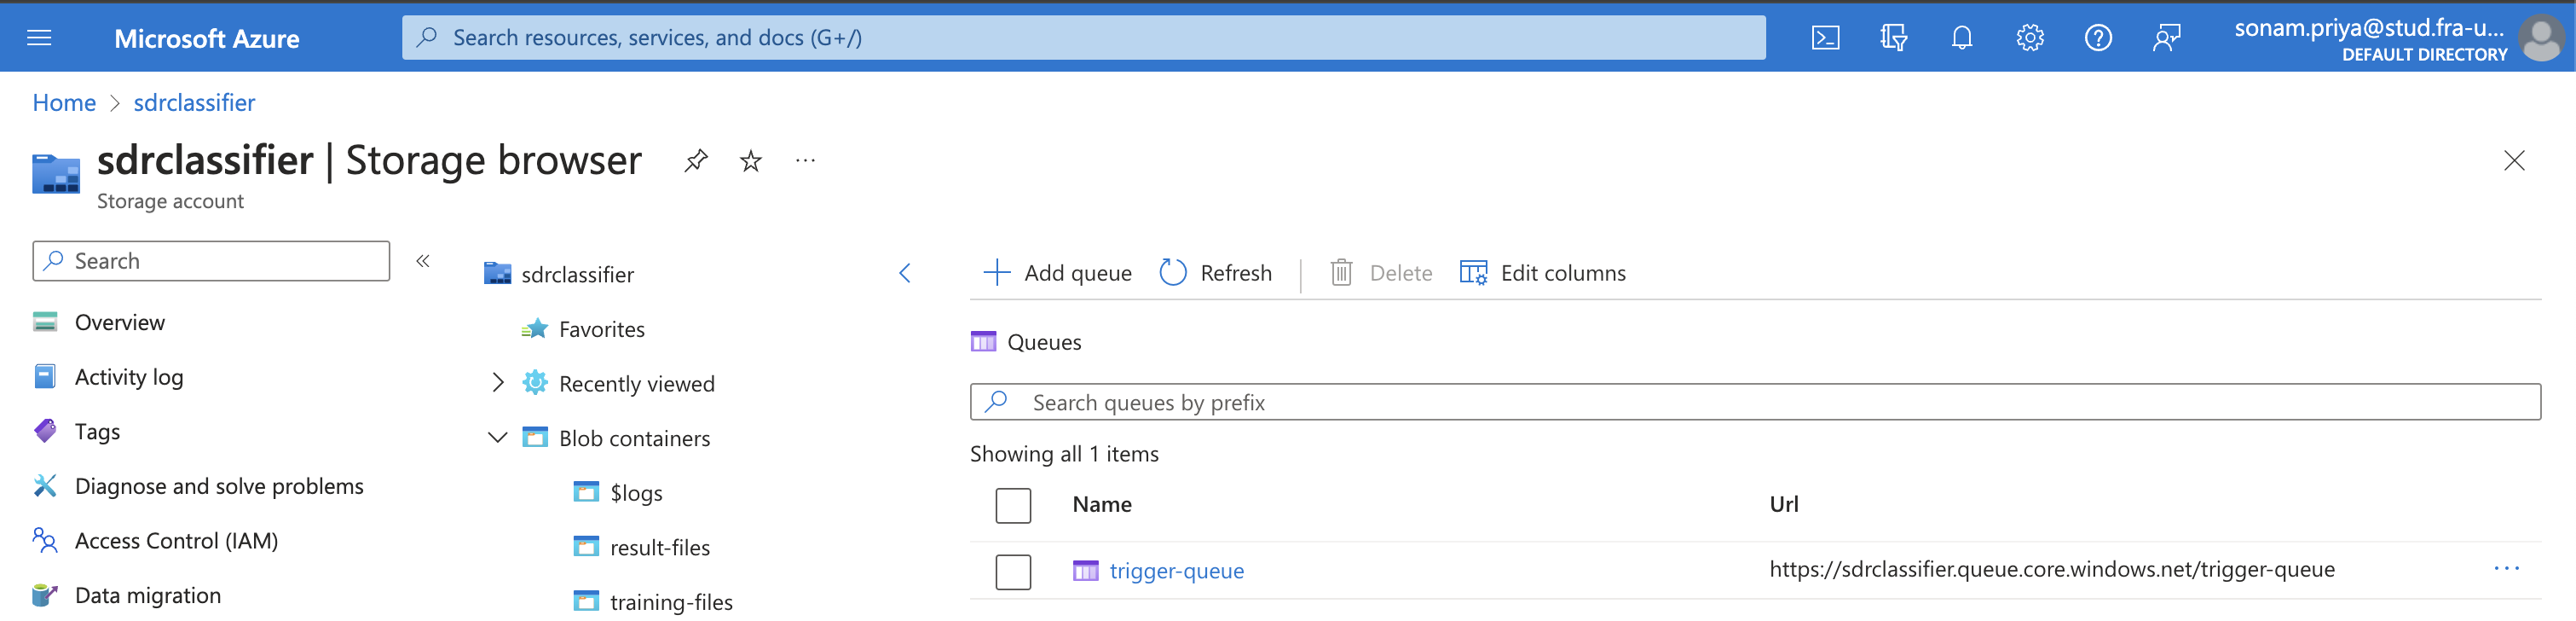 Microsoft Azure
Search resources, services, and docs (G+/)
sonam.priya@stud.fra-u...
DEFAULT DIRECTORY
Home > sdrclassifier
sdrclassifier | Storage browser
Storage account
Search
Overview
Activity log
Tags
Diagnose and solve problems
Access Control (IAM)
Data migration
sdrclassifier
Favorites
Recently viewed
Blob containers
$logs
result-files
training-files
Add queue Refresh Delete Edit columns
Queues
Search queues by prefix
Showing all 1 items
Name Url
trigger-queue https://sdrclassifier.queue.core.windows.net/trigger-queue